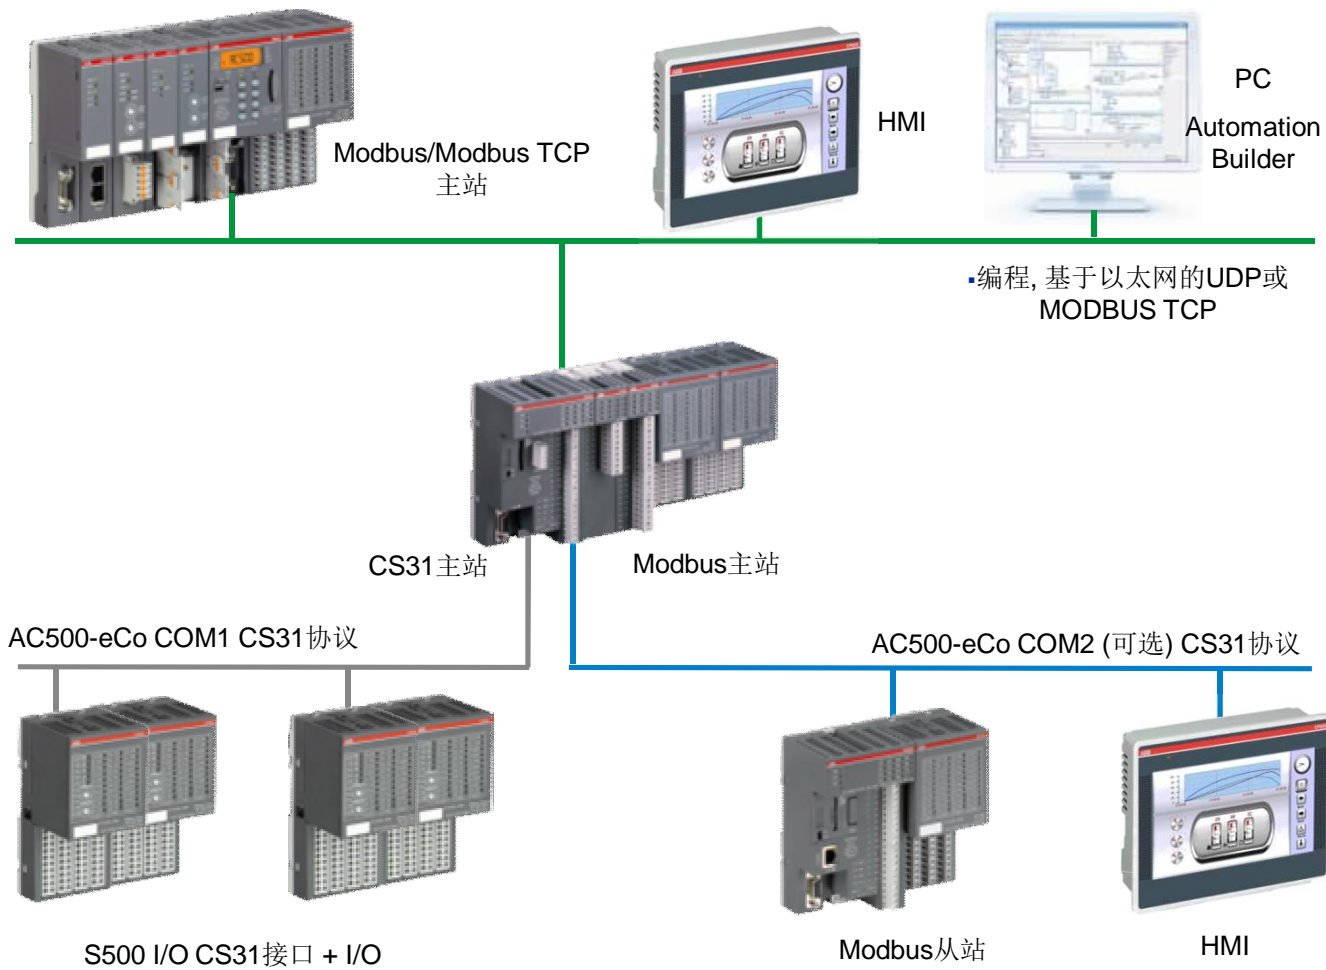 Modbus/Modbus TCP
主站
HMI
PC
Automation
Builder
▪编程, 基于以太网的UDP或
MODBUS TCP
CS31主站
Modbus主站
AC500-eCo COM1 CS31协议
AC500-eCo COM2 (可选) CS31协议
S500 I/O CS31接口 + I/O
Modbus从站
HMI